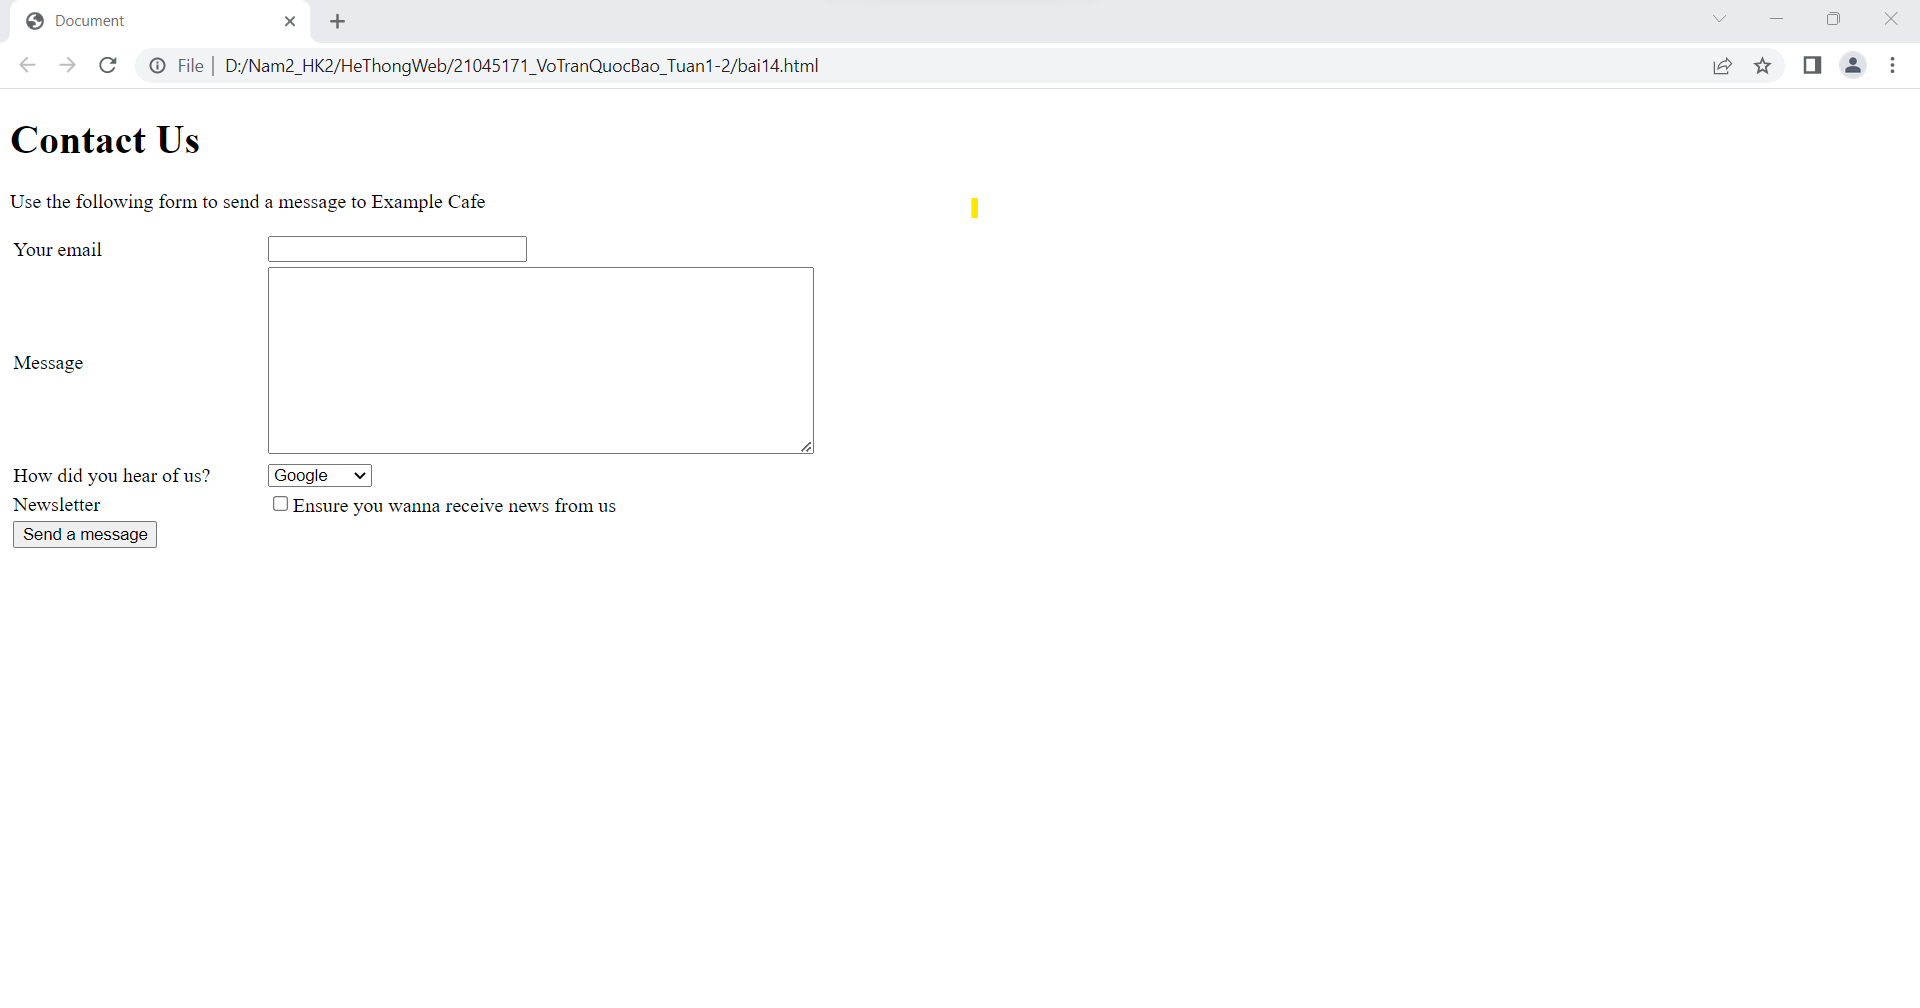 Document
File D:/Nam2_HK2/HeThongWeb/21045171_VoTranQuocBao_Tuan1-2/bai14.html
Contact Us
Use the following form to send a message to Example Cafe
Your email
Message
How did you hear of us? Google
Newsletter Ensure you wanna receive news from us
Send a message